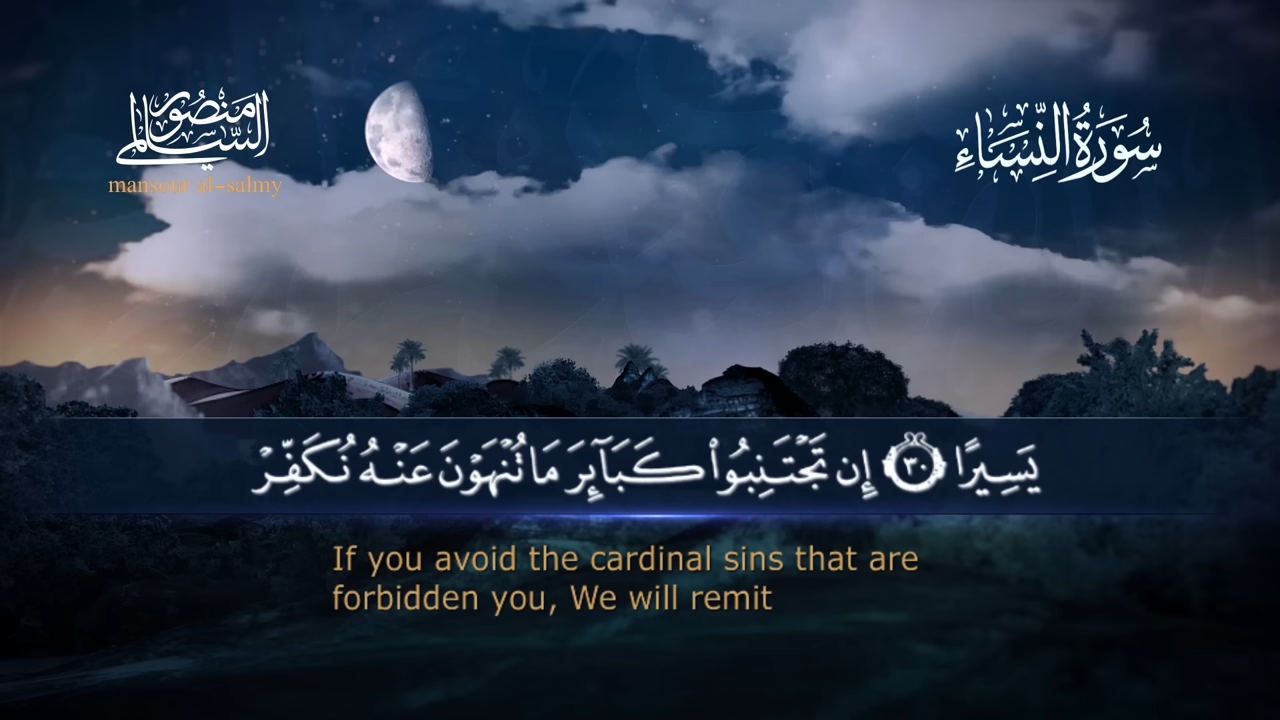 منصور السالمي
mansour al-salmy
سُورَةُ النِّسَاءِ
يَسِيرًا ٣٠ إِن تَجْتَنِبُوا۟ كَبَآئِرَ مَا تُنْهَوْنَ عَنْهُ نُكَفِّرْ
If you avoid the cardinal sins that are
forbidden you, We will remit